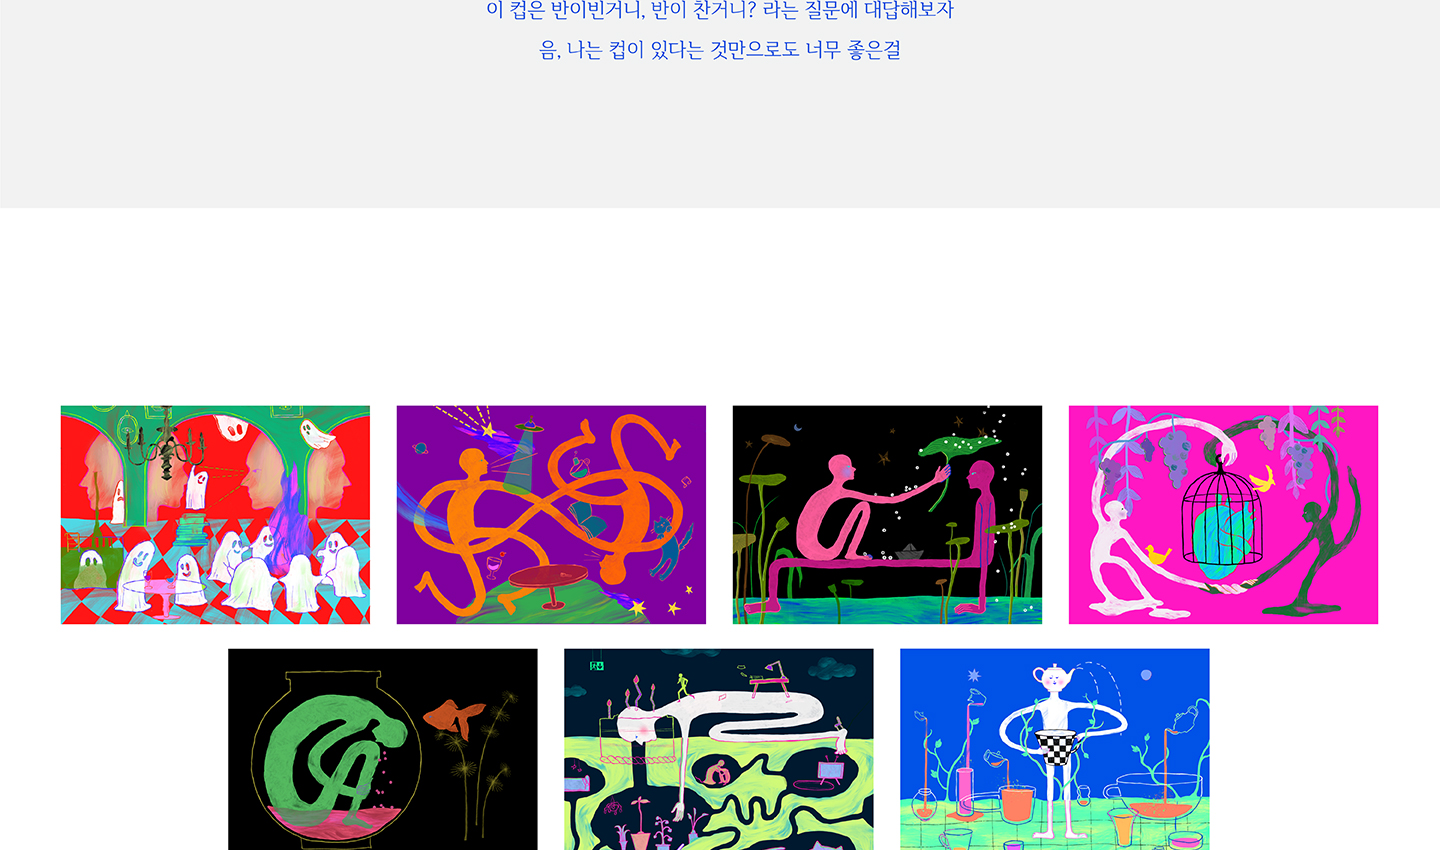 이 컵은 반이빈거니, 반이 찬거니? 라는 질문에 대답해보자
음, 나는 컵이 있다는 것만으로도 너무 좋은걸